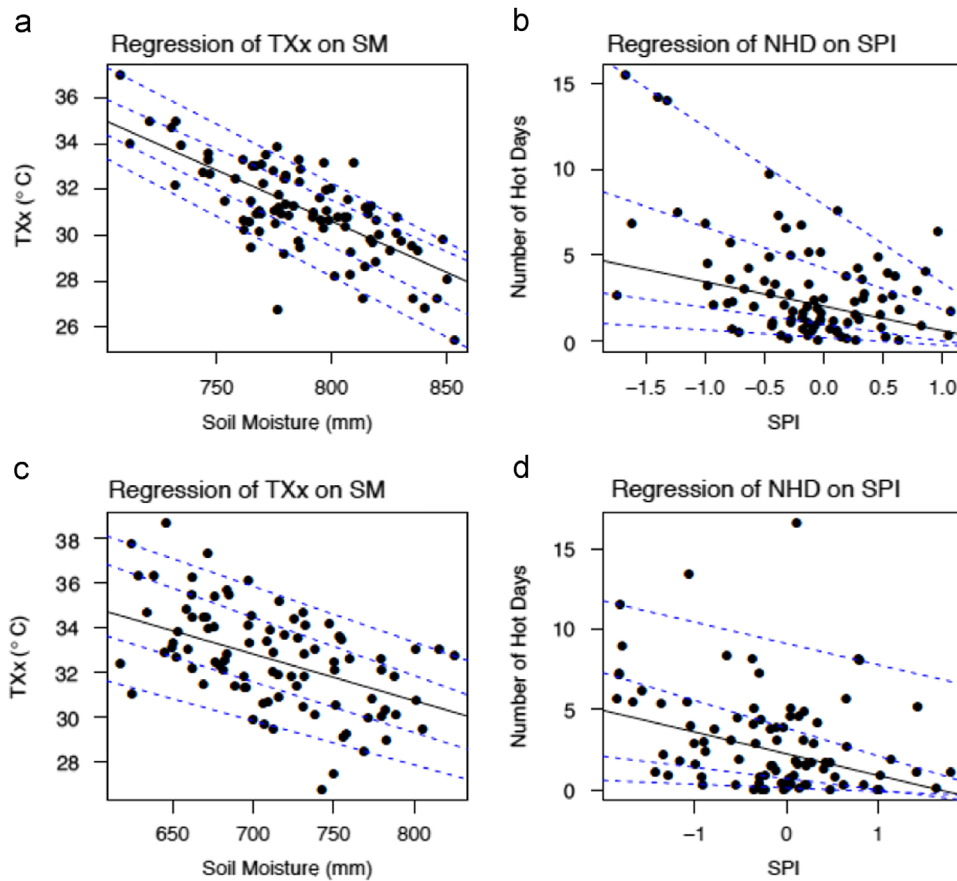 a
Regression of TXx on SM
36
34
32
30
28
26
TXx (° C)
750
800
850
Soil Moisture (mm)
b
Regression of NHD on SPI
15
10
5
0
Number of Hot Days
−1.5
−1.0
−0.5
0.0
0.5
1.0
SPI
c
Regression of TXx on SM
38
36
34
32
30
28
TXx (° C)
650
700
750
800
Soil Moisture (mm)
d
Regression of NHD on SPI
15
10
5
0
Number of Hot Days
−1
0
1
SPI